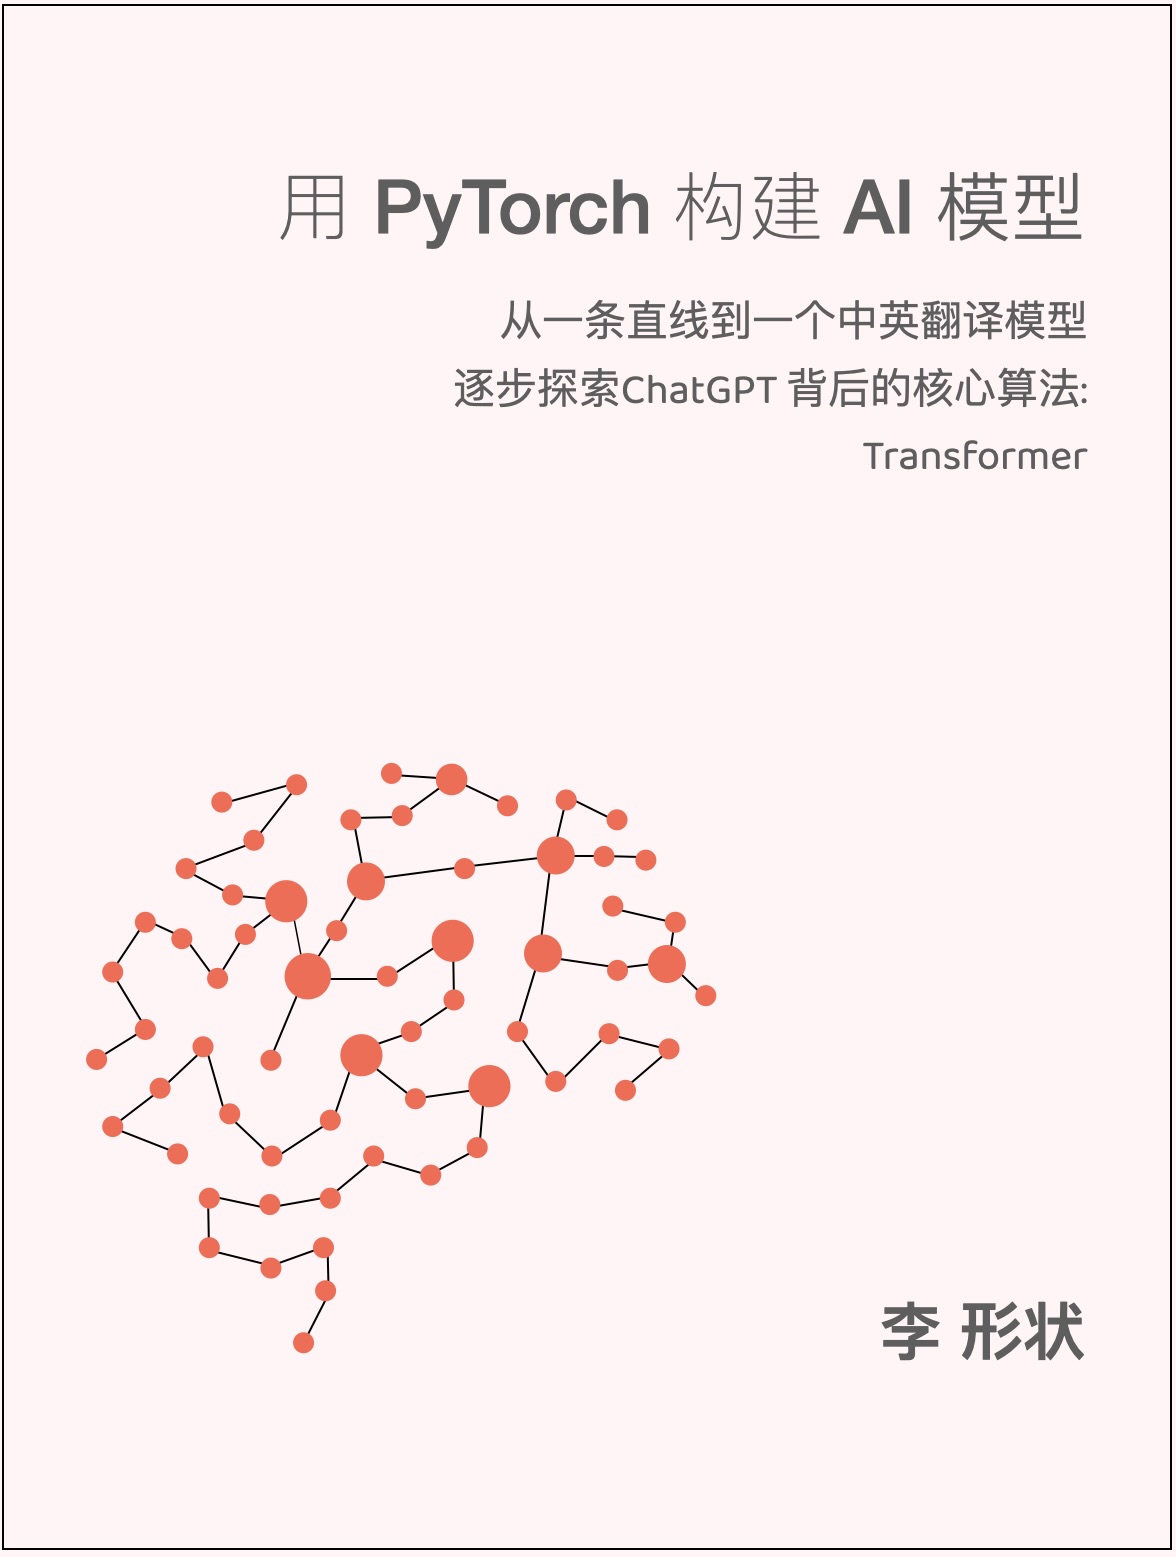 用 PyTorch 构建 AI 模型
从一条直线到一个中英翻译模型
逐步探索ChatGPT 背后的核心算法:
Transformer
李 形状